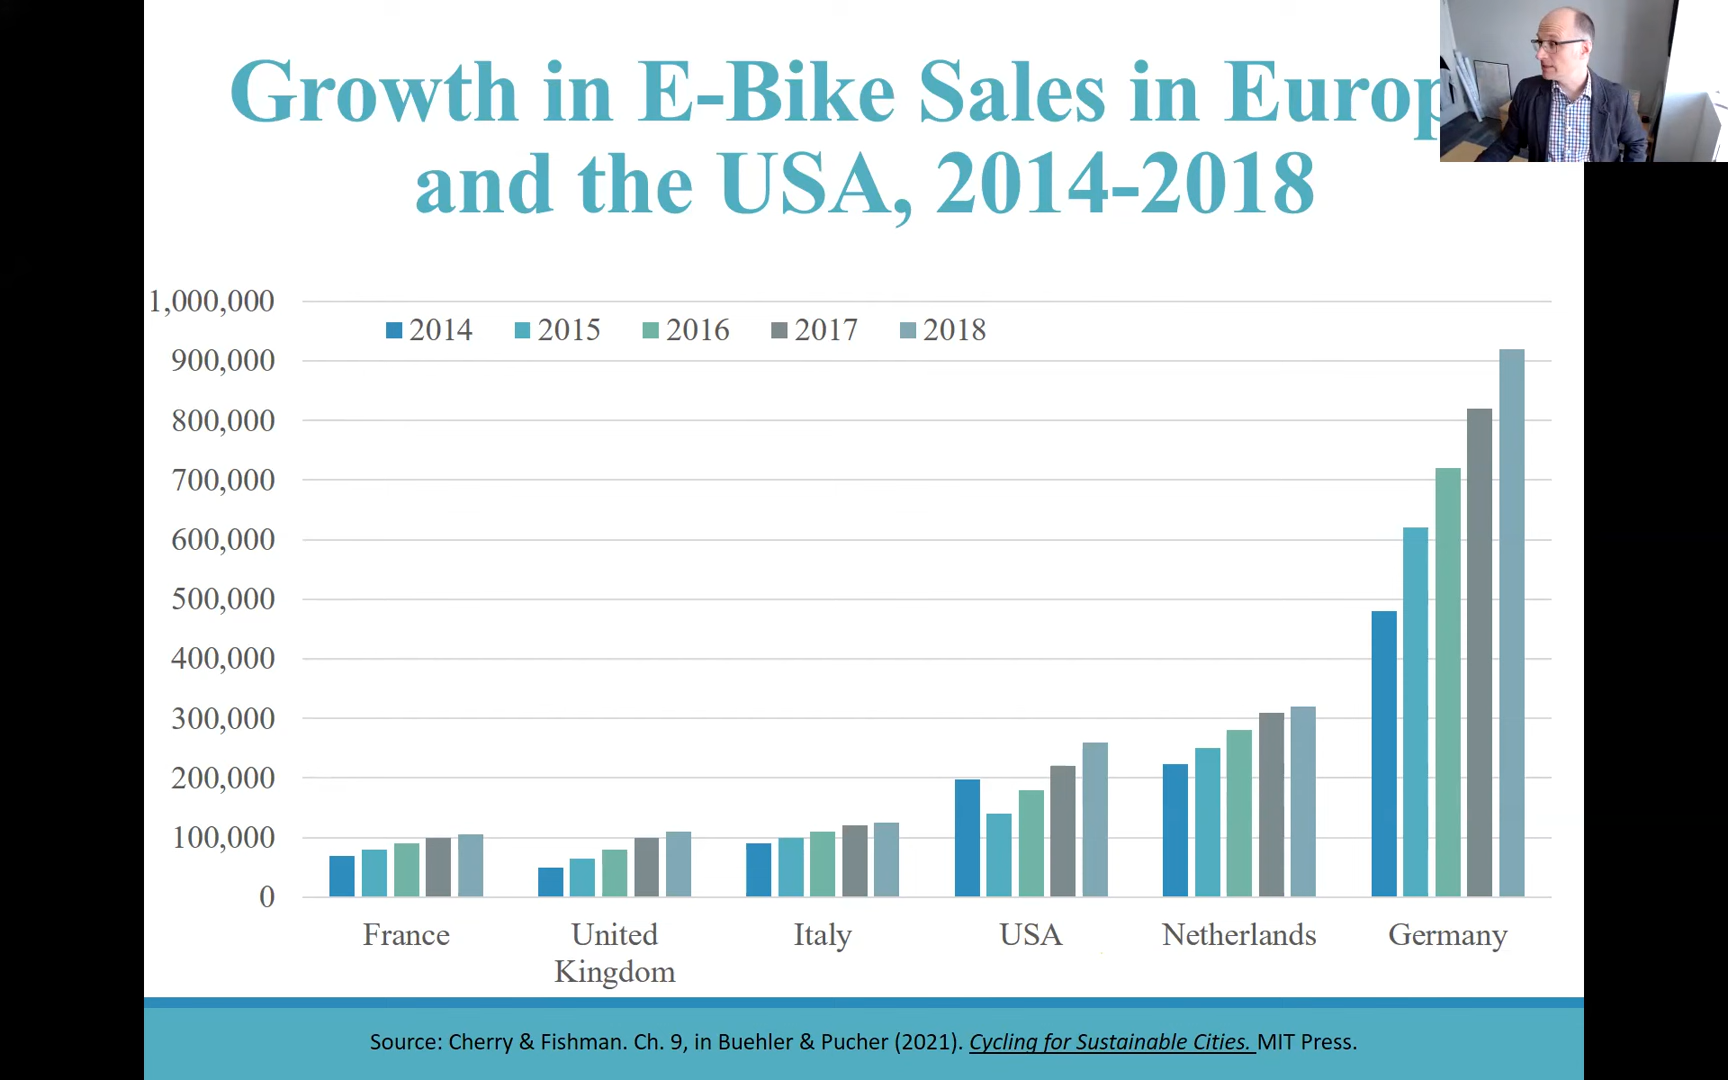 Growth in E-Bike Sales in Europ
and the USA, 2014-2018
1,000,000
2014 2015 2016 2017 2018
900,000
800,000
700,000
600,000
500,000
400,000
300,000
200,000
100,000
0
France United Kingdom Italy USA Netherlands Germany
Source: Cherry & Fishman. Ch. 9, in Buehler & Pucher (2021). Cycling for Sustainable Cities. MIT Press.